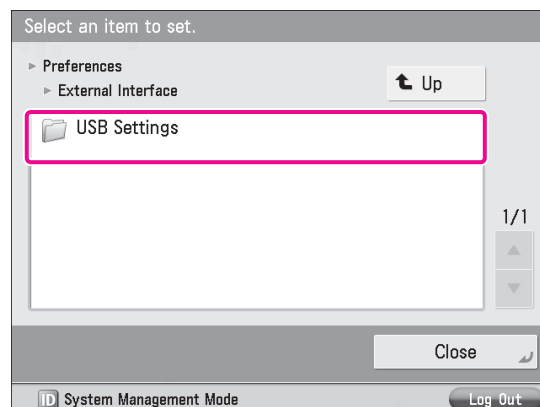 Select an item to set.
Preferences
External Interface
Up
USB Settings
1/1
Close
ID System Management Mode
Log Out